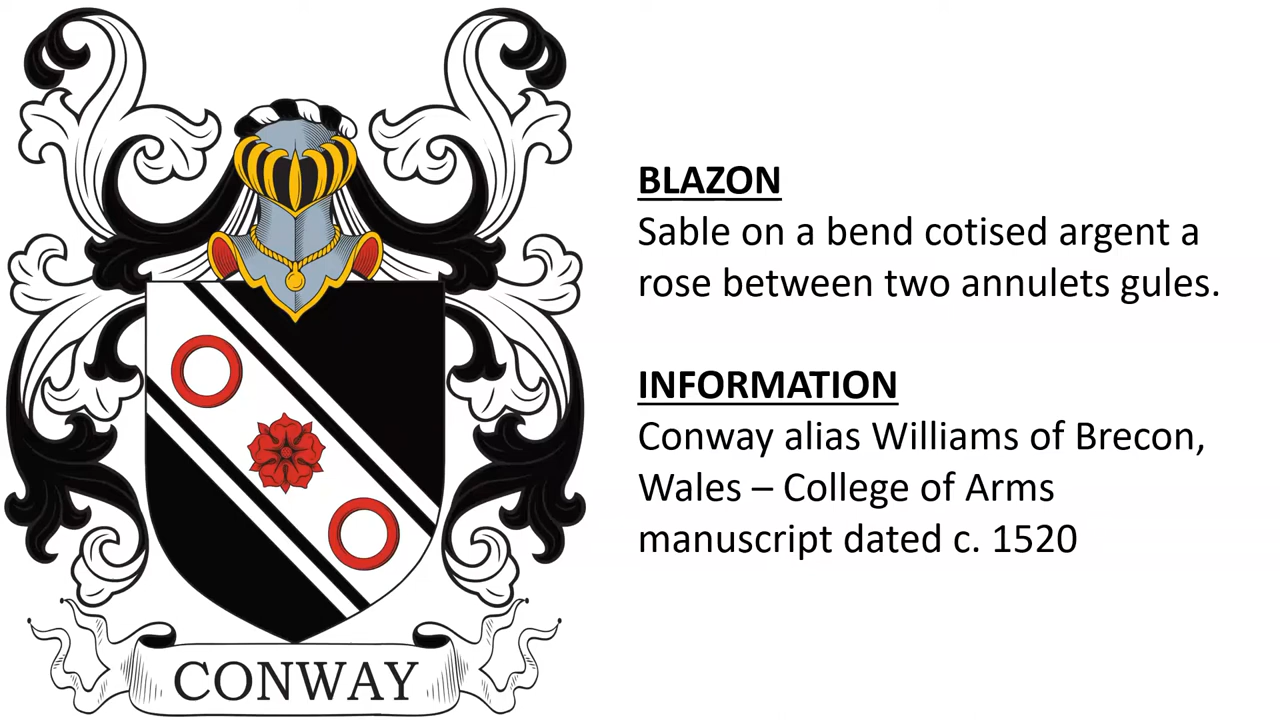 BLAZON
Sable on a bend cotised argent a
rose between two annulets gules.
INFORMATION
Conway alias Williams of Brecon,
Wales – College of Arms
manuscript dated c. 1520
CONWAY